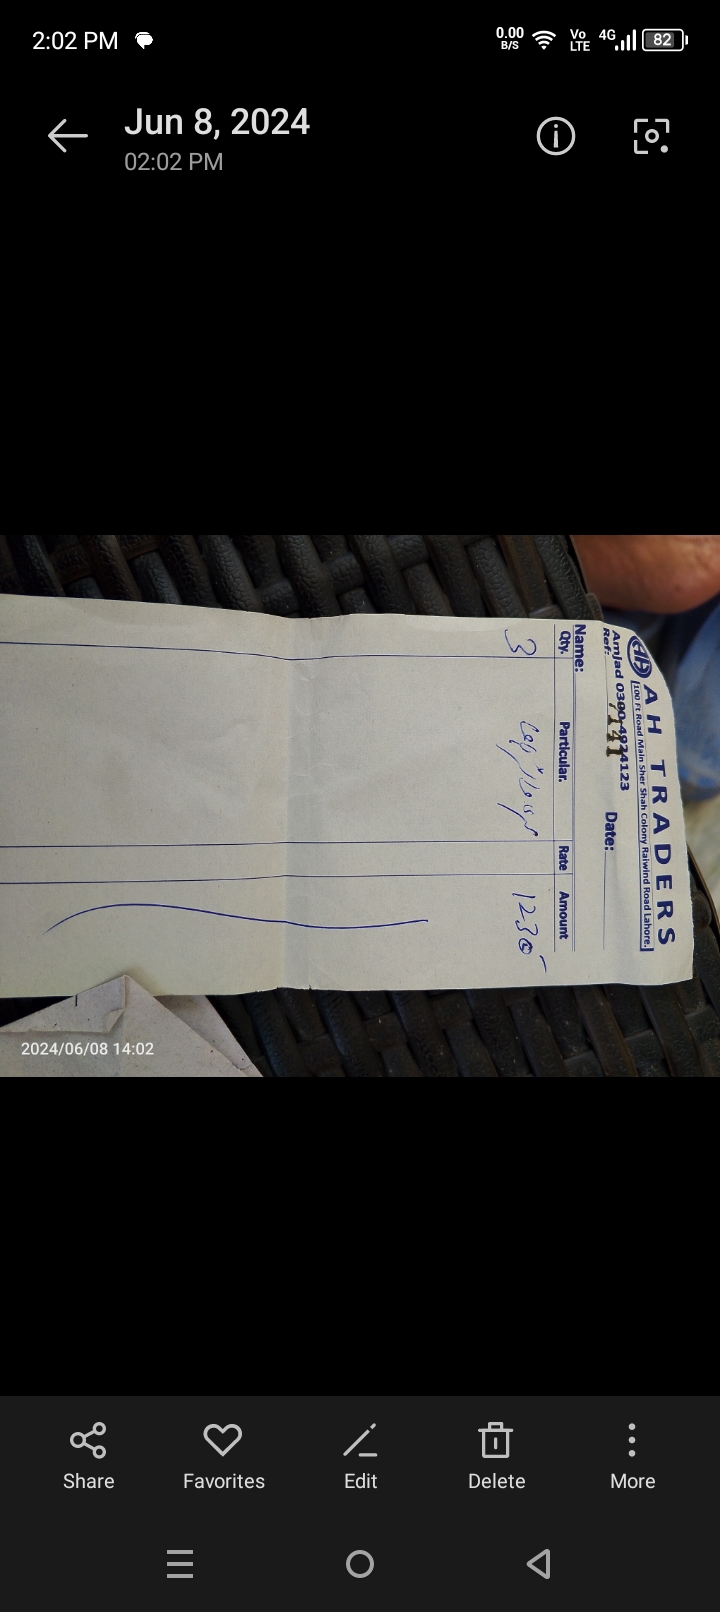 2:02 PM
0.00 B/S
Vo LTE
4G
82
Jun 8, 2024
02:02 PM
AH TRADERS
100 Ft Road Main Sher Shah Colony Raiwind Road Lahore.
Amjad 0300-4924123
Ref: 7141 Date:
Name:
Qty. Particular. Rate Amount
3 1230
2024/06/08 14:02
Share Favorites Edit Delete More